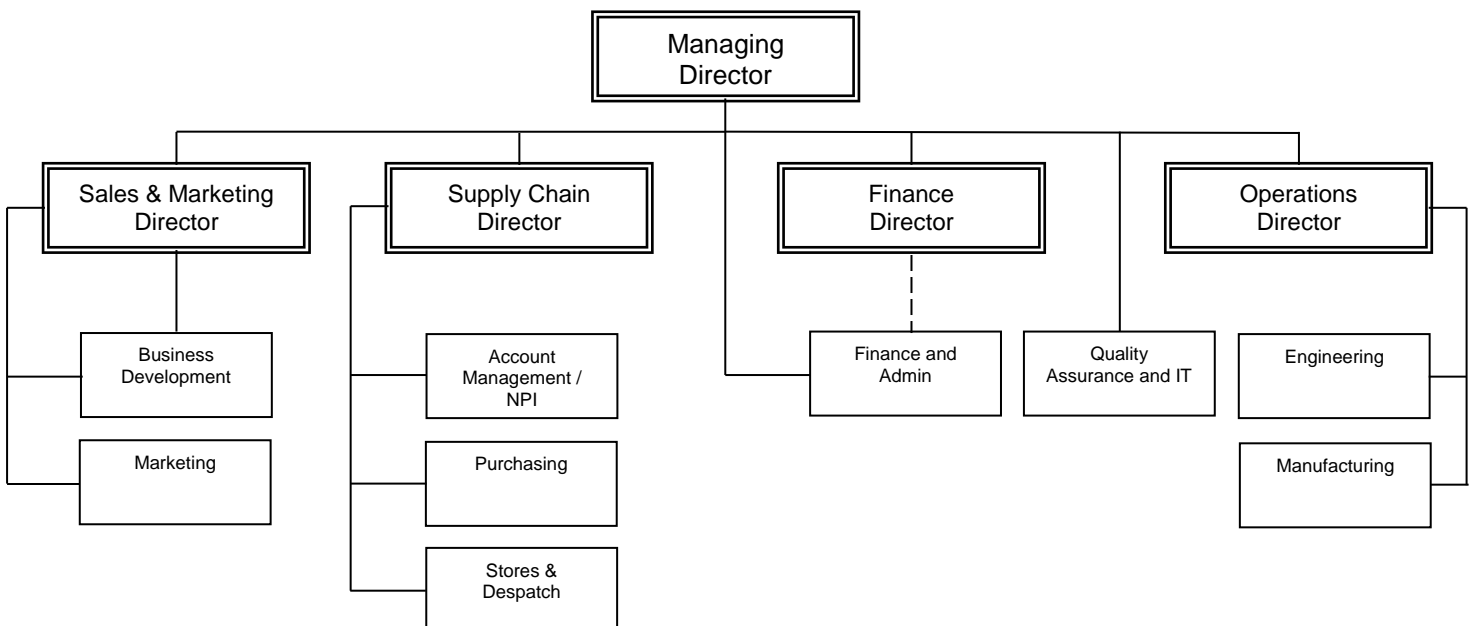 Managing
Director
Sales & Marketing
Director
Supply Chain
Director
Finance
Director
Operations
Director
Business
Development
Account
Management /
NPI
Finance and
Admin
Quality
Assurance and IT
Engineering
Marketing
Purchasing
Manufacturing
Stores &
Despatch